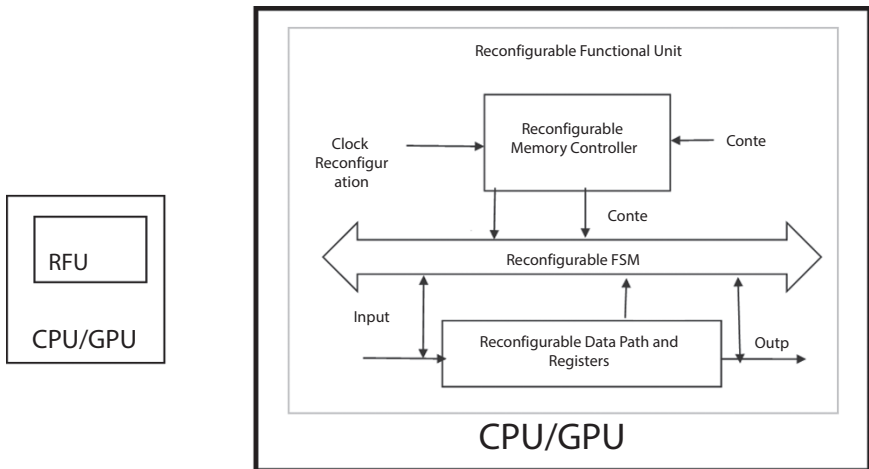 RFU
CPU/GPU
Reconfigurable Functional Unit
Reconfigurable
Memory Controller
Clock
Reconfigur
ation
Conte
Conte
Reconfigurable FSM
Input
Reconfigurable Data Path and
Registers
Outp
CPU/GPU